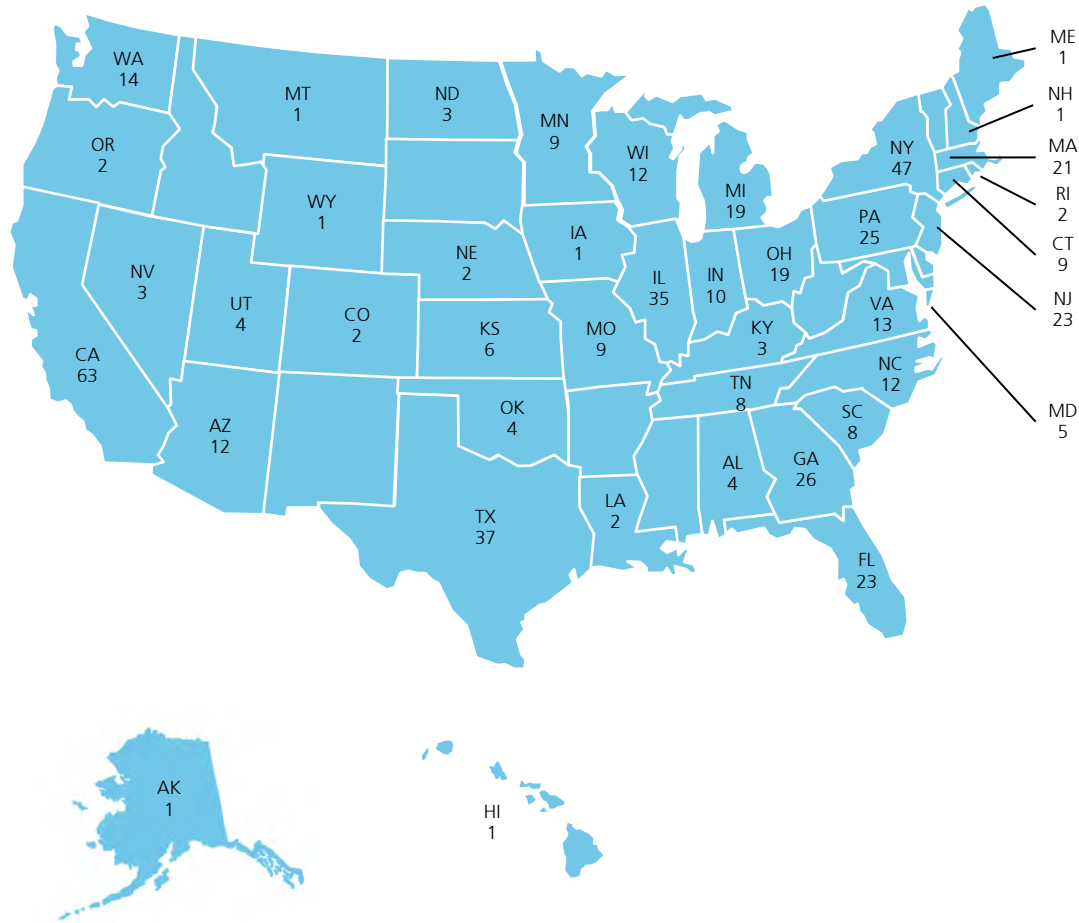 WA
14
MT
1
ND
3
MN
9
OR
2
WI
12
MI
19
NY
47
ME
1
NH
1
MA
21
RI
2
CT
9
NJ
23
MD
5
WY
1
IA
1
NE
2
PA
25
NV
3
UT
4
CO
2
IL
35
IN
10
OH
19
VA
13
CA
63
KS
6
MO
9
KY
3
NC
12
TN
8
AZ
12
OK
4
SC
8
AL
4
GA
26
TX
37
LA
2
FL
23
AK
1
HI
1